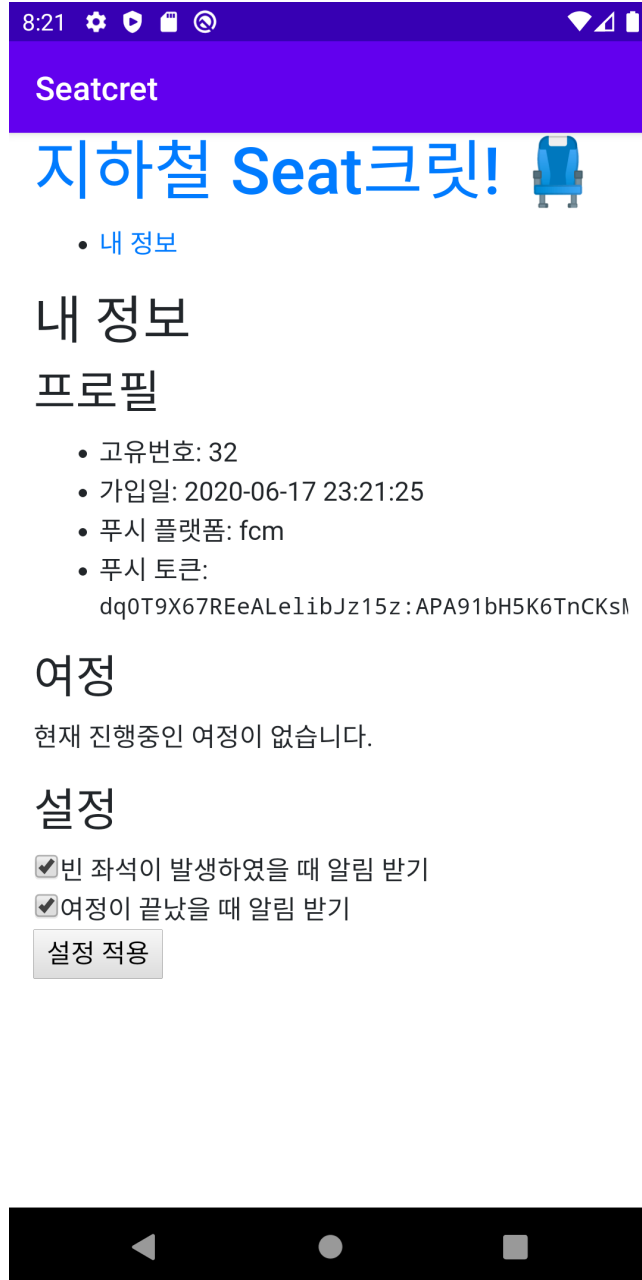 8:21
Seatcret
지하철 Seat크릿! 💺
• 내 정보
내 정보
프로필
• 고유번호: 32
• 가입일: 2020-06-17 23:21:25
• 푸시 플랫폼: fcm
• 푸시 토큰:
dq0T9X67REeALelibJz15z:APA91bH5K6TnCKsM
여정
현재 진행중인 여정이 없습니다.
설정
빈 좌석이 발생하였을 때 알림 받기
여정이 끝났을 때 알림 받기
설정 적용